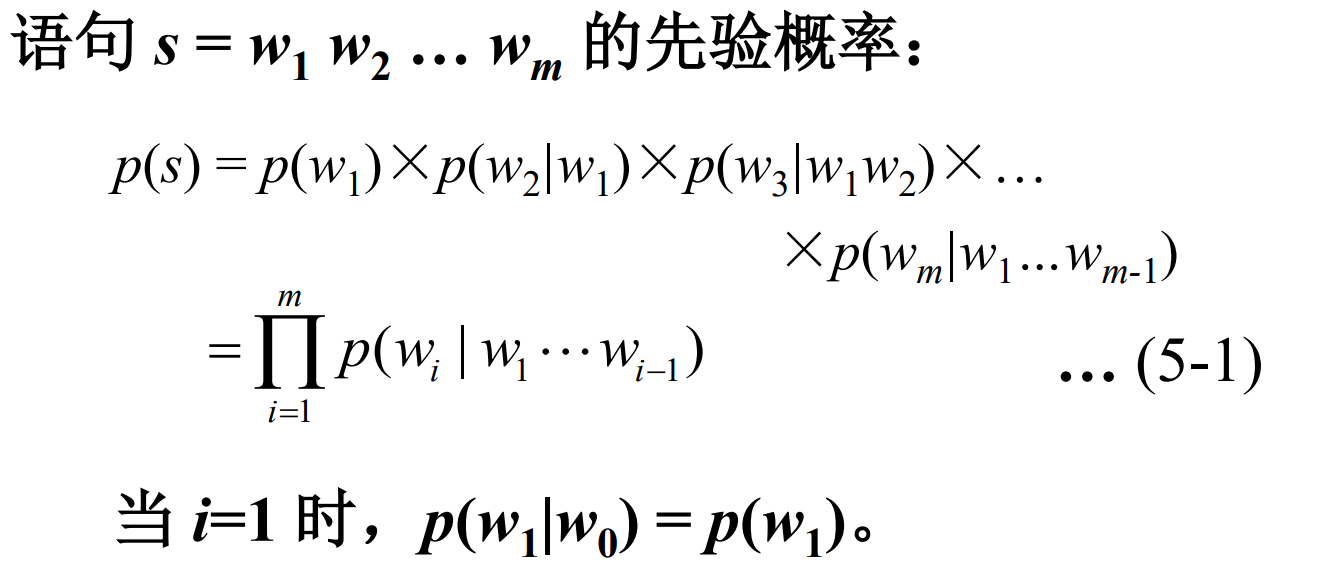 语句 s = w₁ w₂ … wₘ 的先验概率：
p(s) = p(w₁)×p(w₂|w₁)×p(w₃|w₁w₂)×…
×p(wₘ|w₁…wₘ₋₁)
= ∏_{i=1}^{m} p(wᵢ | w₁⋯wᵢ₋₁) … (5-1)
当 i=1 时，p(w₁|w₀) = p(w₁)。